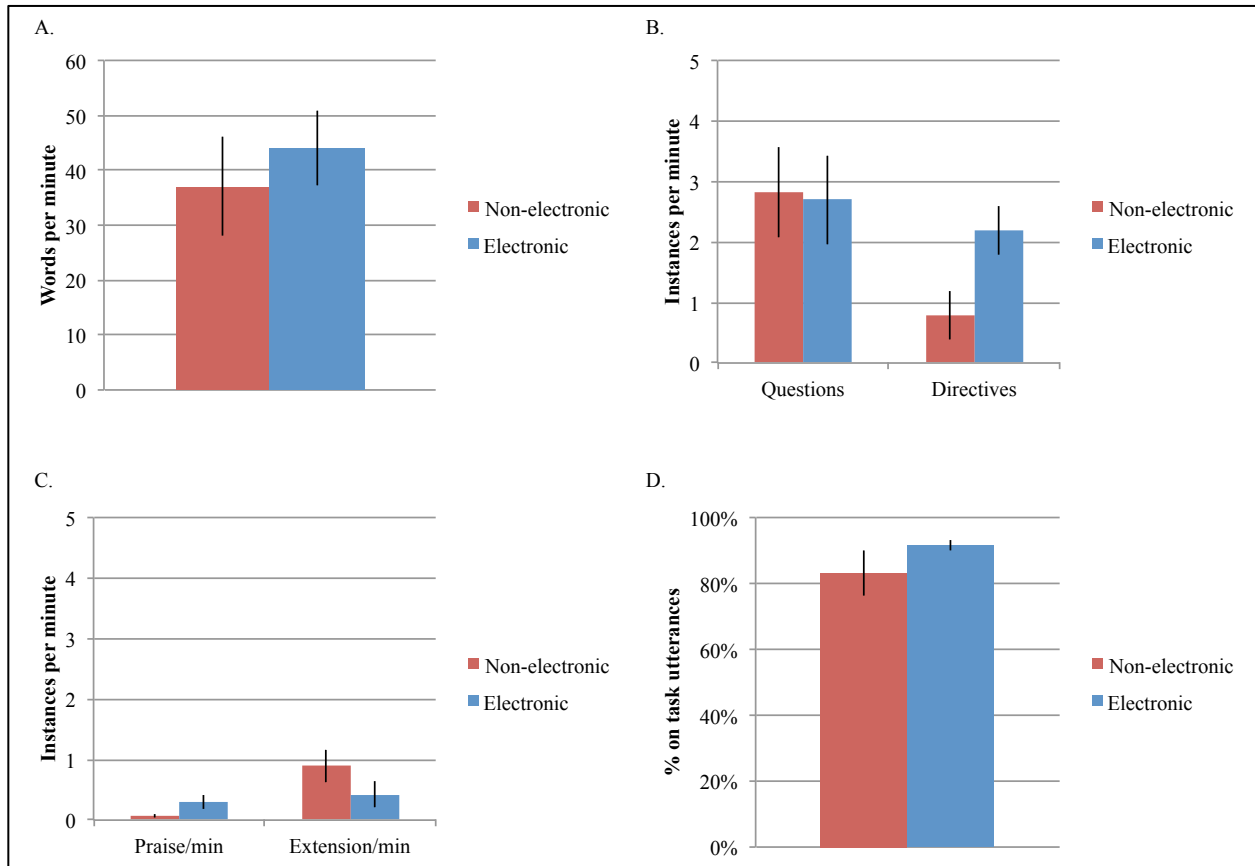 A.
60
50
40
30
20
10
0
Words per minute
Non-electronic
Electronic
B.
5
4
3
2
1
0
Instances per minute
Questions Directives
Non-electronic
Electronic
C.
5
4
3
2
1
0
Instances per minute
Praise/min Extension/min
Non-electronic
Electronic
D.
100%
80%
60%
40%
20%
0%
% on task utterances
Non-electronic
Electronic